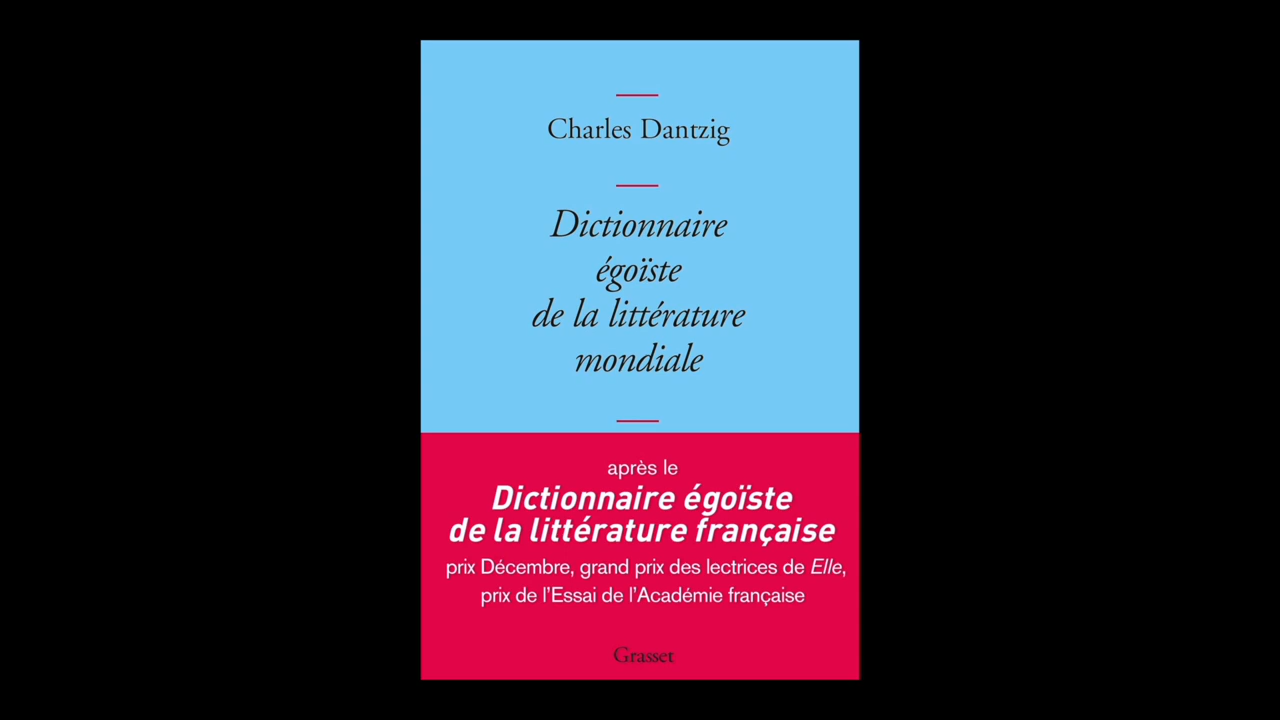 Charles Dantzig
Dictionnaire
égoïste
de la littérature
mondiale
après le
Dictionnaire égoïste
de la littérature française
prix Décembre, grand prix des lectrices de Elle,
prix de l'Essai de l'Académie française
Grasset